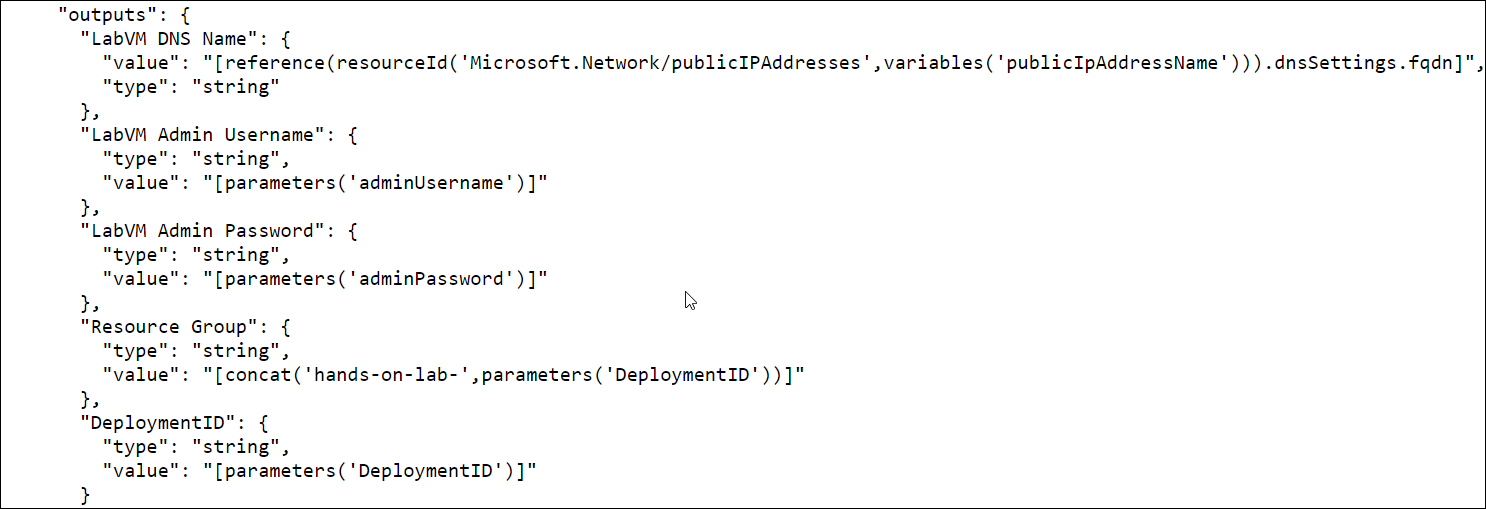 "outputs": {
"LabVM DNS Name": {
"value": "[reference(resourceId('Microsoft.Network/publicIPAddresses',variables('publicIpAddressName'))).dnsSettings.fqdn]",
"type": "string"
},
"LabVM Admin Username": {
"type": "string",
"value": "[parameters('adminUsername')]"
},
"LabVM Admin Password": {
"type": "string",
"value": "[parameters('adminPassword')]"
},
"Resource Group": {
"type": "string",
"value": "[concat('hands-on-lab-',parameters('DeploymentID'))]"
},
"DeploymentID": {
"type": "string",
"value": "[parameters('DeploymentID')]"
}